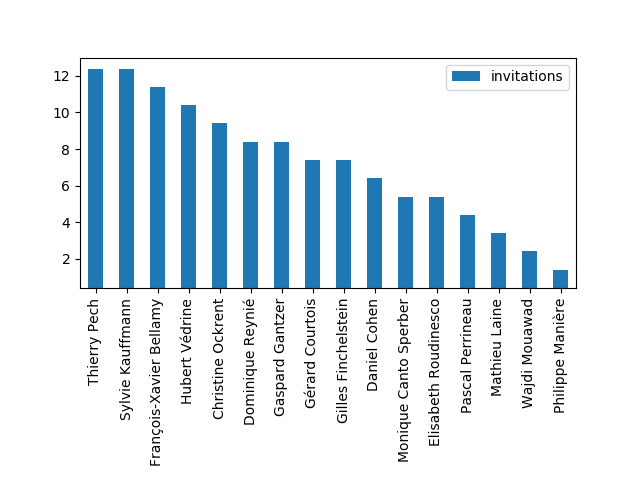 invitations
12
10
8
6
4
2
Thierry Pech
Sylvie Kauffmann
François-Xavier Bellamy
Hubert Védrine
Christine Ockrent
Dominique Reynié
Gaspard Gantzer
Gérard Courtois
Gilles Finchelstein
Daniel Cohen
Monique Canto Sperber
Elisabeth Roudinesco
Pascal Perrineau
Mathieu Laine
Wajdi Mouawad
Philippe Manière